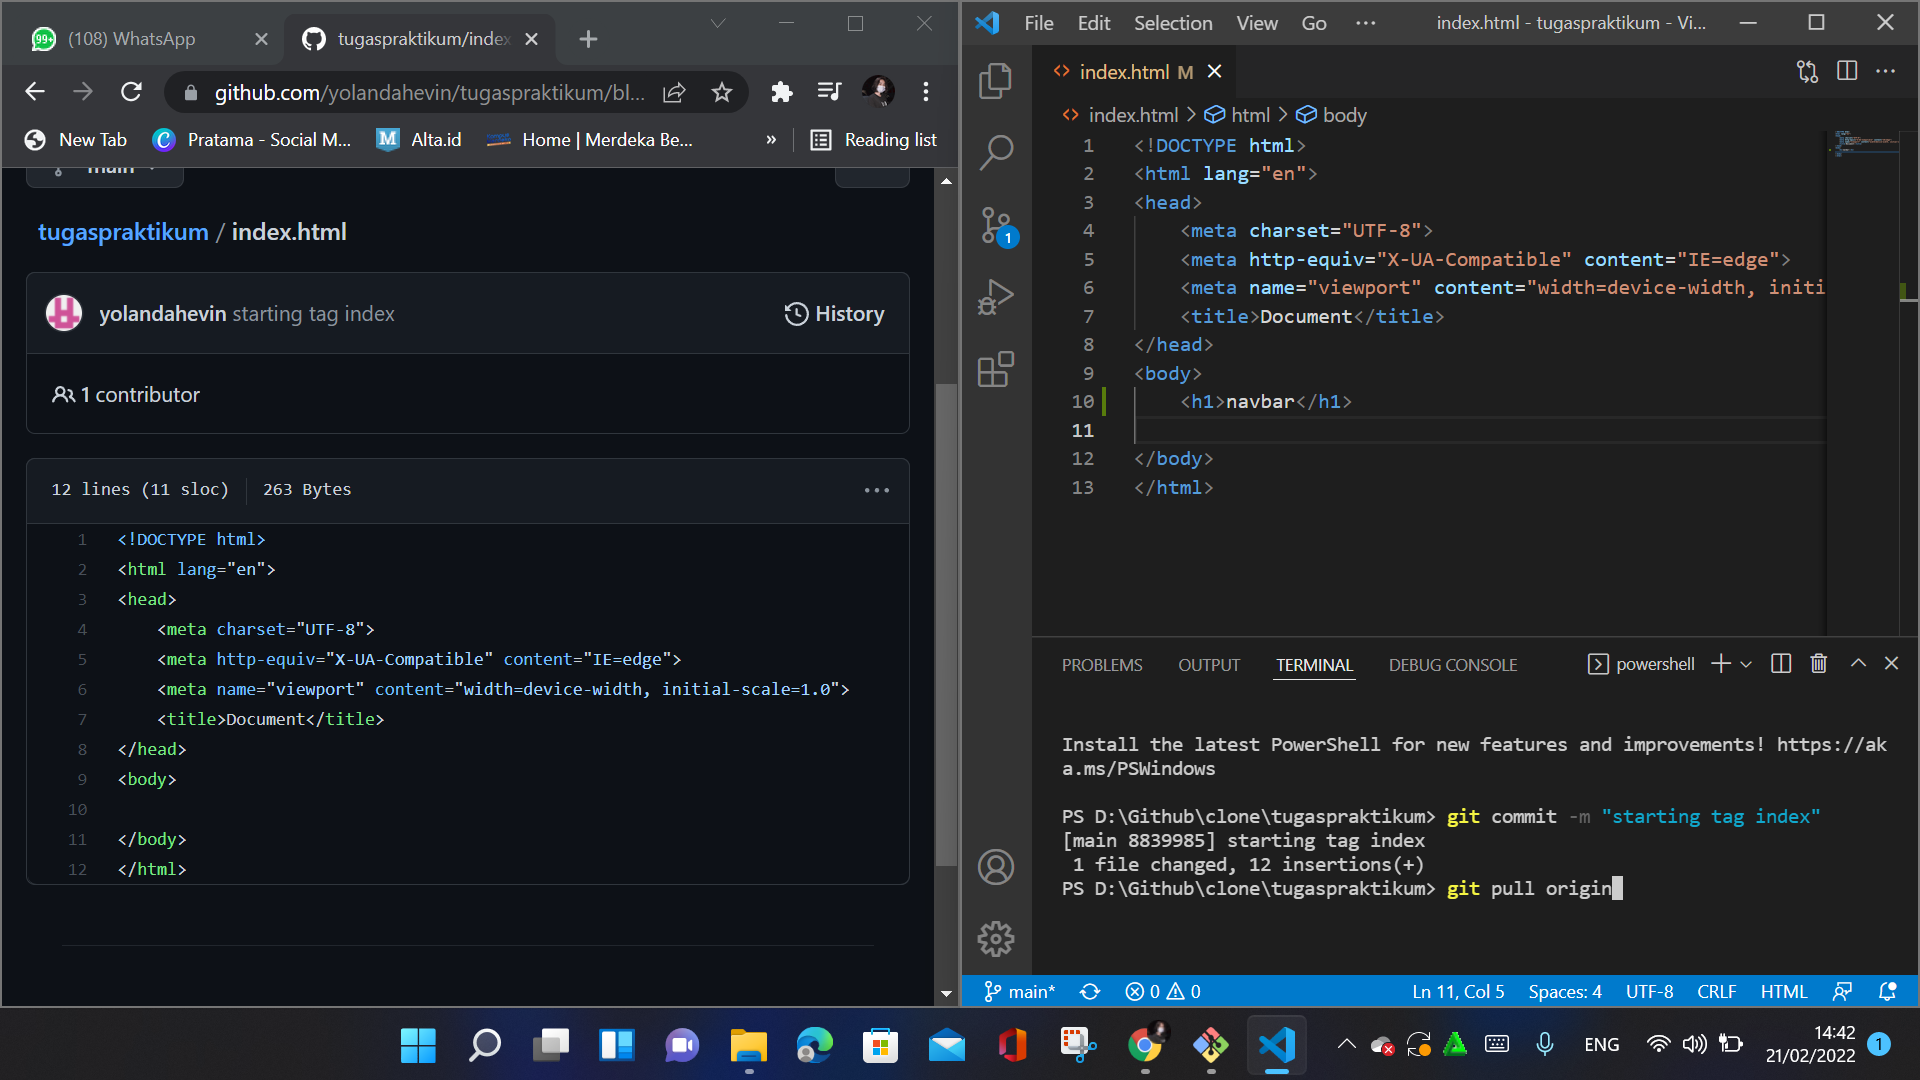 99+
(108) WhatsApp
tugaspraktikum/index
github.com/yolandahevin/tugaspraktikum/bl...
New Tab
Pratama - Social M...
Alta.id
Home | Merdeka Be...
»
Reading list
main
tugaspraktikum / index.html
yolandahevin starting tag index
History
1 contributor
12 lines (11 sloc)
263 Bytes
1 <!DOCTYPE html>
2 <html lang="en">
3 <head>
4 <meta charset="UTF-8">
5 <meta http-equiv="X-UA-Compatible" content="IE=edge">
6 <meta name="viewport" content="width=device-width, initial-scale=1.0">
7 <title>Document</title>
8 </head>
9 <body>
10
11 </body>
12 </html>
File Edit Selection View Go ···
index.html - tugaspraktikum - Vi...
index.html M
index.html > html > body
1 <!DOCTYPE html>
2 <html lang="en">
3 <head>
4 <meta charset="UTF-8">
5 <meta http-equiv="X-UA-Compatible" content="IE=edge">
6 <meta name="viewport" content="width=device-width, initi
7 <title>Document</title>
8 </head>
9 <body>
10 <h1>navbar</h1>
11
12 </body>
13 </html>
1
PROBLEMS OUTPUT TERMINAL DEBUG CONSOLE
powershell
Install the latest PowerShell for new features and improvements! https://ak
a.ms/PSWindows
PS D:\Github\clone\tugaspraktikum> git commit -m "starting tag index"
[main 8839985] starting tag index
1 file changed, 12 insertions(+)
PS D:\Github\clone\tugaspraktikum> git pull origin
main*
0 0
Ln 11, Col 5
Spaces: 4
UTF-8
CRLF
HTML
ENG
14:42
21/02/2022
1